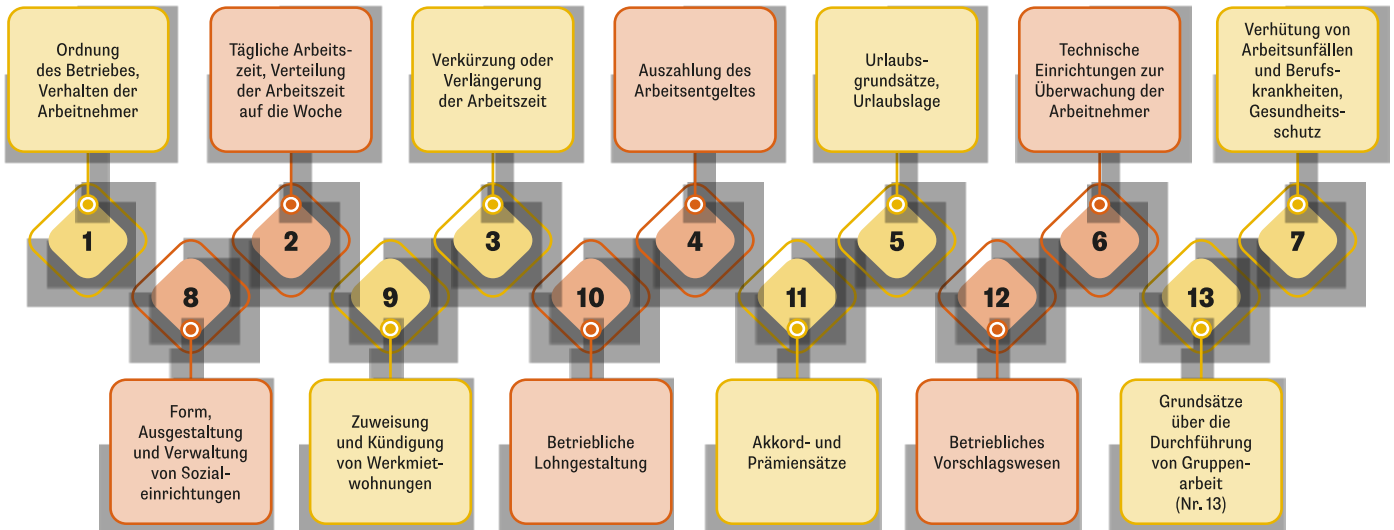 Ordnung
des Betriebes,
Verhalten der
Arbeitnehmer
Tägliche Arbeits-
zeit, Verteilung
der Arbeitszeit
auf die Woche
Verkürzung oder
Verlängerung
der Arbeitszeit
Auszahlung des
Arbeitsentgeltes
Urlaubs-
grundsätze,
Urlaubslage
Technische
Einrichtungen zur
Überwachung der
Arbeitnehmer
Verhütung von
Arbeitsunfällen
und Berufs-
krankheiten,
Gesundheits-
schutz
1
2
3
4
5
6
7
8
9
10
11
12
13
Form,
Ausgestaltung
und Verwaltung
von Sozial-
einrichtungen
Zuweisung
und Kündigung
von Werkmiet-
wohnungen
Betriebliche
Lohngestaltung
Akkord- und
Prämiensätze
Betriebliches
Vorschlagswesen
Grundsätze
über die
Durchführung
von Gruppen-
arbeit
(Nr. 13)